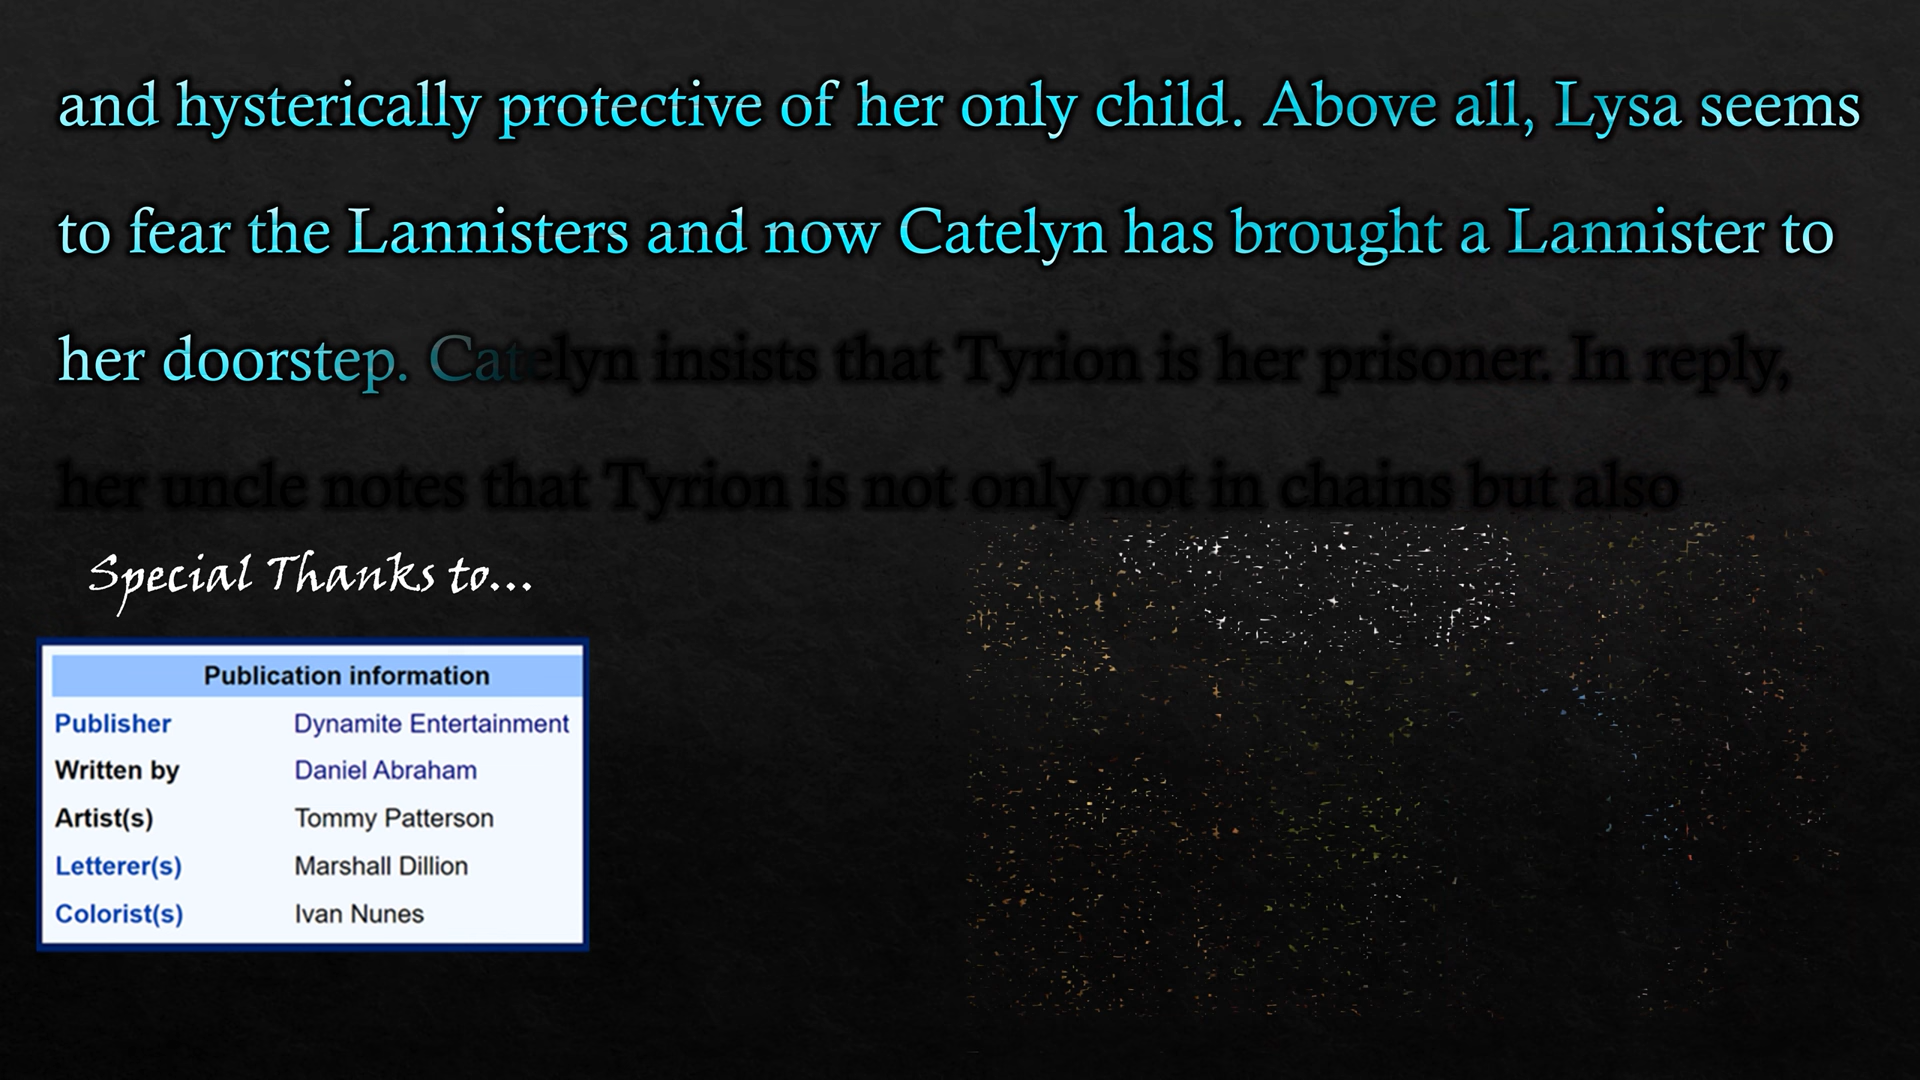 and hysterically protective of her only child. Above all, Lysa seems
to fear the Lannisters and now Catelyn has brought a Lannister to
her doorstep. Catelyn insists that Tyrion is her prisoner. In reply,
her uncle notes that Tyrion is not only not in chains but also
Special Thanks to...
Publication information
Publisher Dynamite Entertainment
Written by Daniel Abraham
Artist(s) Tommy Patterson
Letterer(s) Marshall Dillion
Colorist(s) Ivan Nunes